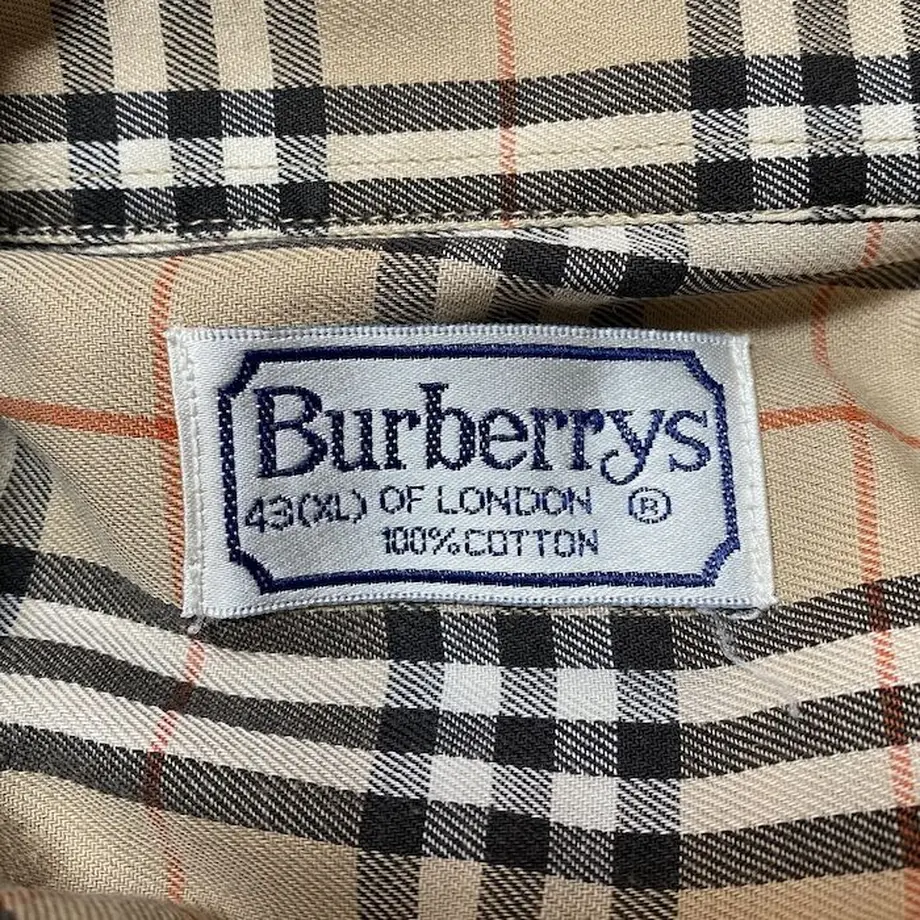 Burberrys
43(XL) OF LONDON ®
100%COTTON